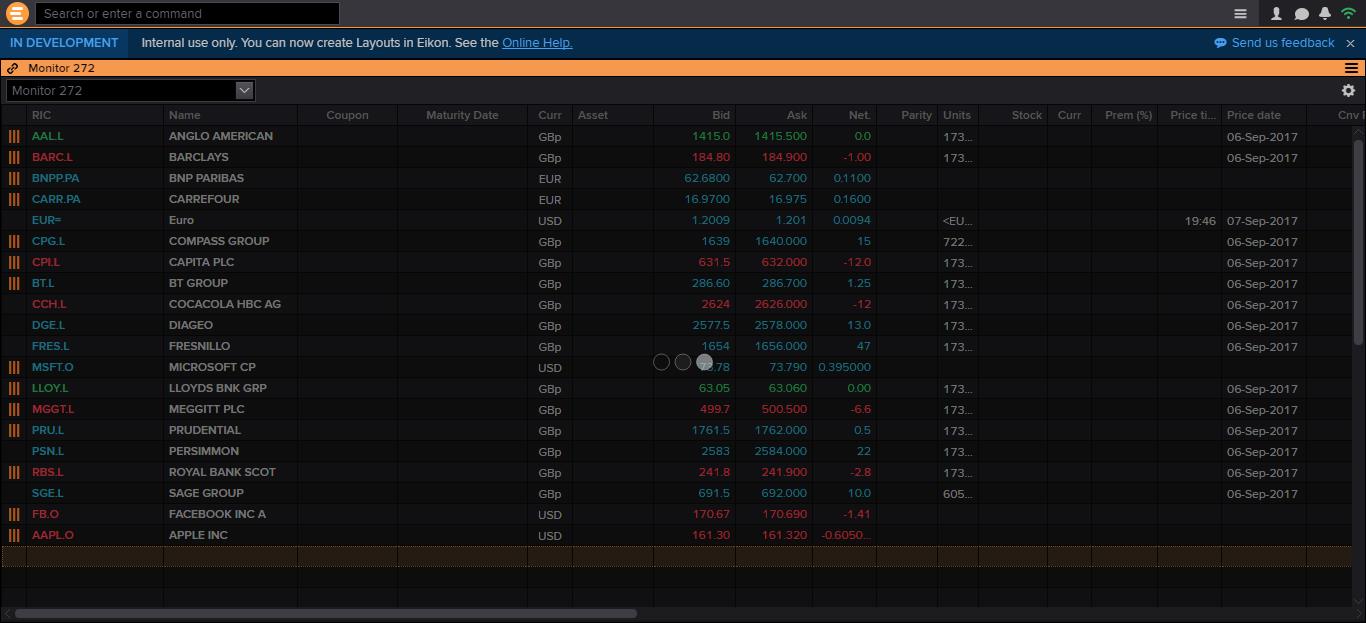 Search or enter a command
IN DEVELOPMENT Internal use only. You can now create Layouts in Eikon. See the Online Help. Send us feedback
Monitor 272
Monitor 272
RIC Name Coupon Maturity Date Curr Asset Bid Ask Net. Parity Units Stock Curr Prem (%) Price ti... Price date Cnv
AAL.L ANGLO AMERICAN GBp 1415.0 1415.500 0.0 173... 06-Sep-2017
BARC.L BARCLAYS GBp 184.80 184.900 -1.00 173... 06-Sep-2017
BNPP.PA BNP PARIBAS EUR 62.6800 62.700 0.1100
CARR.PA CARREFOUR EUR 16.9700 16.975 0.1600
EUR= Euro USD 1.2009 1.201 0.0094 <EU... 19:46 07-Sep-2017
CPG.L COMPASS GROUP GBp 1639 1640.000 15 722... 06-Sep-2017
CPI.L CAPITA PLC GBp 631.5 632.000 -12.0 173... 06-Sep-2017
BT.L BT GROUP GBp 286.60 286.700 1.25 173... 06-Sep-2017
CCH.L COCACOLA HBC AG GBp 2624 2626.000 -12 173... 06-Sep-2017
DGE.L DIAGEO GBp 2577.5 2578.000 13.0 173... 06-Sep-2017
FRES.L FRESNILLO GBp 1654 1656.000 47 173... 06-Sep-2017
MSFT.O MICROSOFT CP USD 73.78 73.790 0.395000
LLOY.L LLOYDS BNK GRP GBp 63.05 63.060 0.00 173... 06-Sep-2017
MGGT.L MEGGITT PLC GBp 499.7 500.500 -6.6 173... 06-Sep-2017
PRU.L PRUDENTIAL GBp 1761.5 1762.000 0.5 173... 06-Sep-2017
PSN.L PERSIMMON GBp 2583 2584.000 22 173... 06-Sep-2017
RBS.L ROYAL BANK SCOT GBp 241.8 241.900 -2.8 173... 06-Sep-2017
SGE.L SAGE GROUP GBp 691.5 692.000 10.0 605... 06-Sep-2017
FB.O FACEBOOK INC A USD 170.67 170.690 -1.41
AAPL.O APPLE INC USD 161.30 161.320 -0.6050...